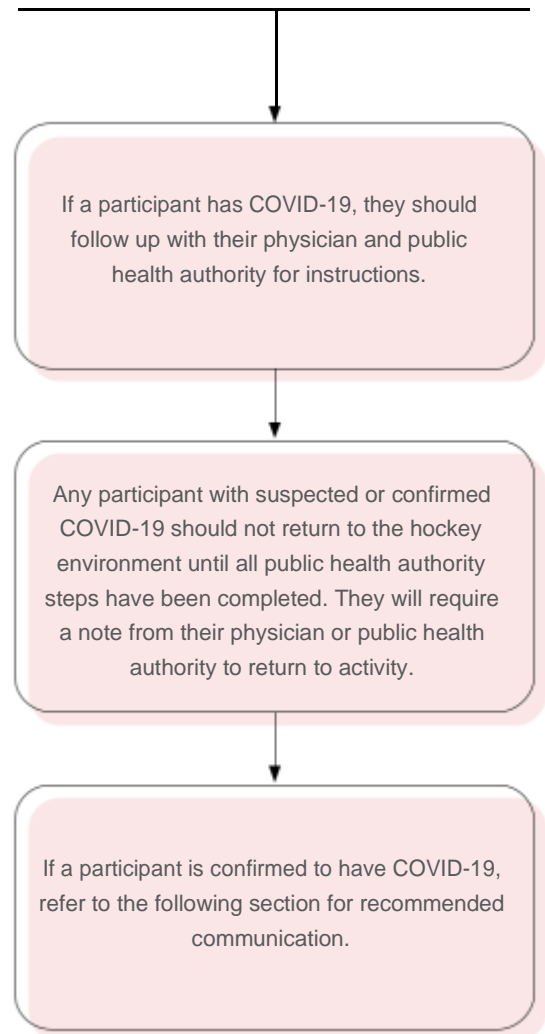 If a participant has COVID-19, they should
follow up with their physician and public
health authority for instructions.
Any participant with suspected or confirmed
COVID-19 should not return to the hockey
environment until all public health authority
steps have been completed. They will require
a note from their physician or public health
authority to return to activity.
If a participant is confirmed to have COVID-19,
refer to the following section for recommended
communication.